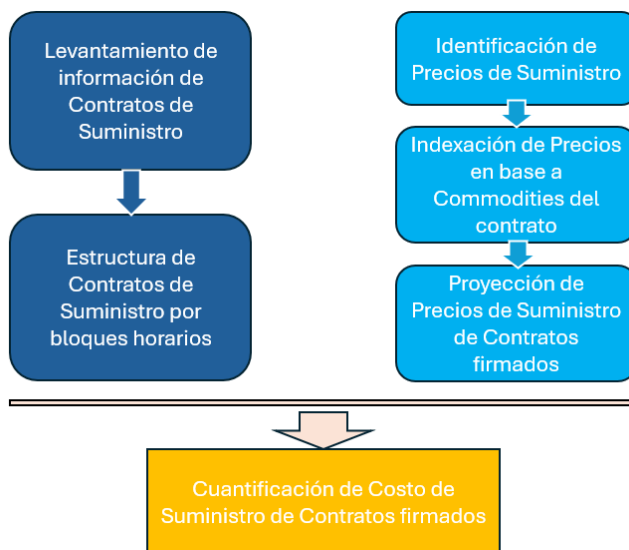 Levantamiento de
información de
Contratos de
Suministro
Estructura de
Contratos de
Suministro por
bloques horarios
Identificación de
Precios de Suministro
Indexación de Precios
en base a
Commodities del
contrato
Proyección de
Precios de Suministro
de Contratos
firmados
Cuantificación de Costo de
Suministro de Contratos firmados